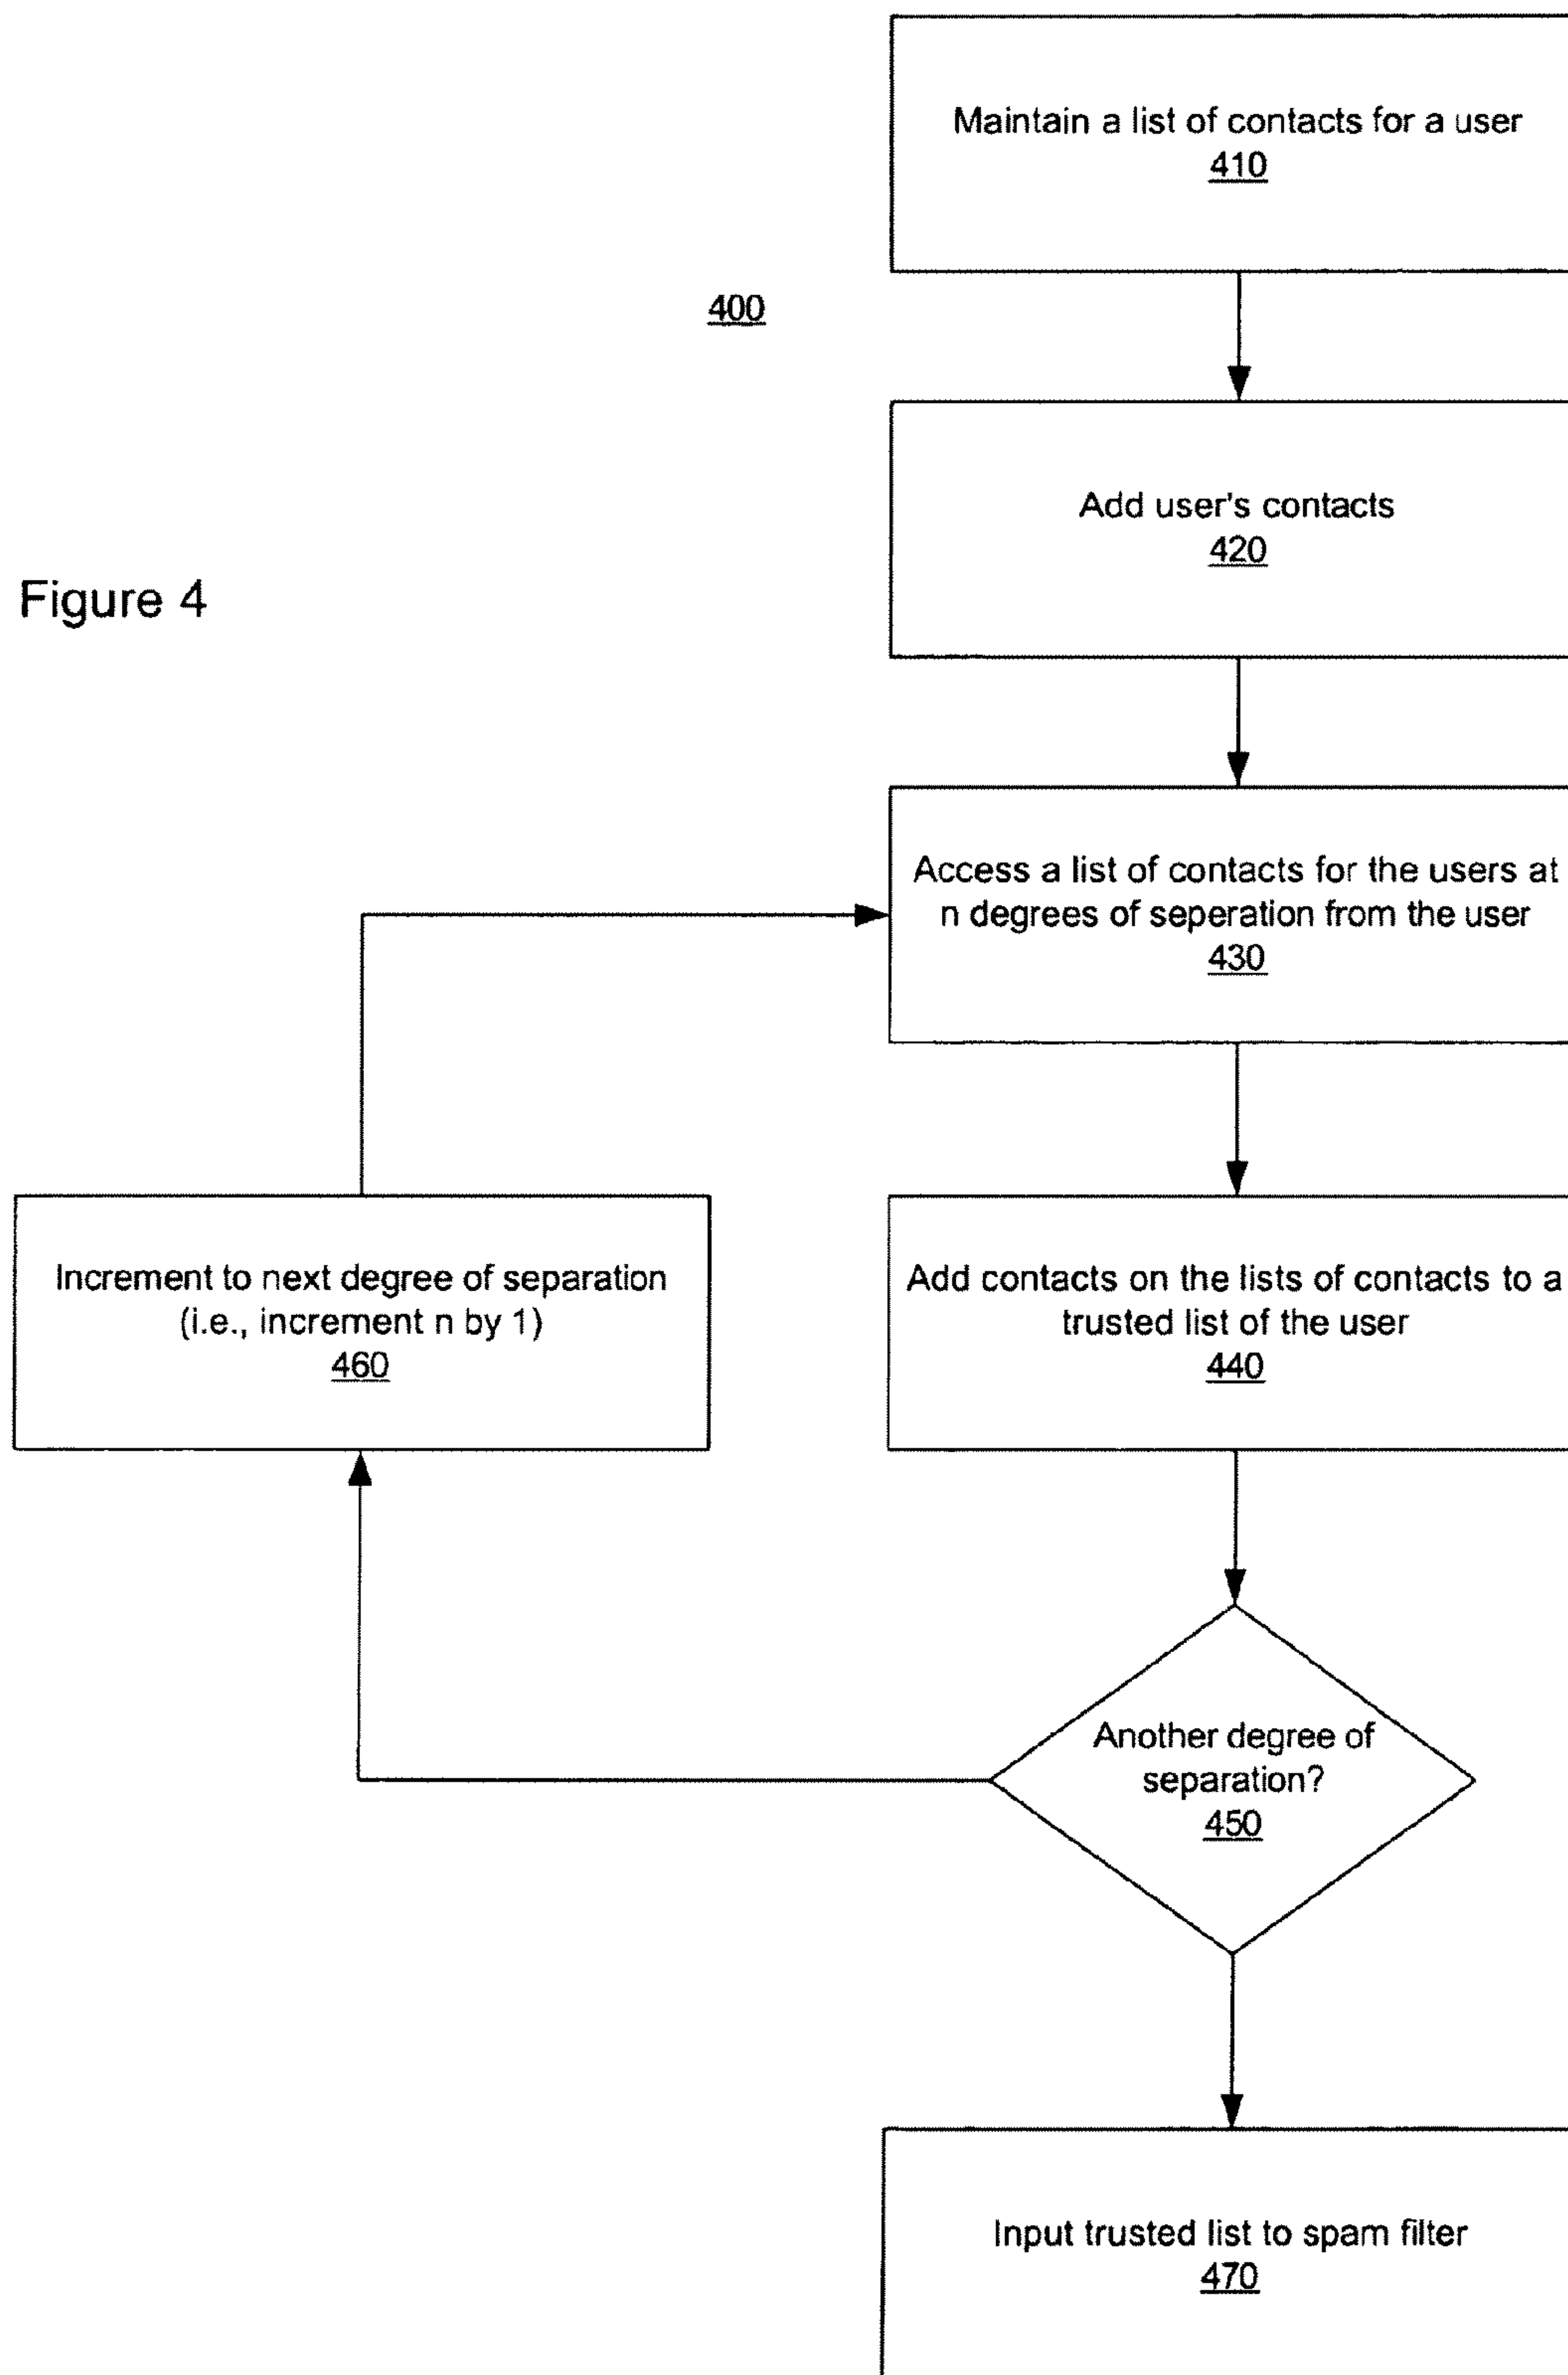 Maintain a list of contacts for a user
410
400
Add user's contacts
420
Figure 4
Access a list of contacts for the users at
n degrees of seperation from the user
430
Increment to next degree of separation
(i.e., increment n by 1)
460
Add contacts on the lists of contacts to a
trusted list of the user
440
Another degree of
separation?
450
Input trusted list to spam filter
470